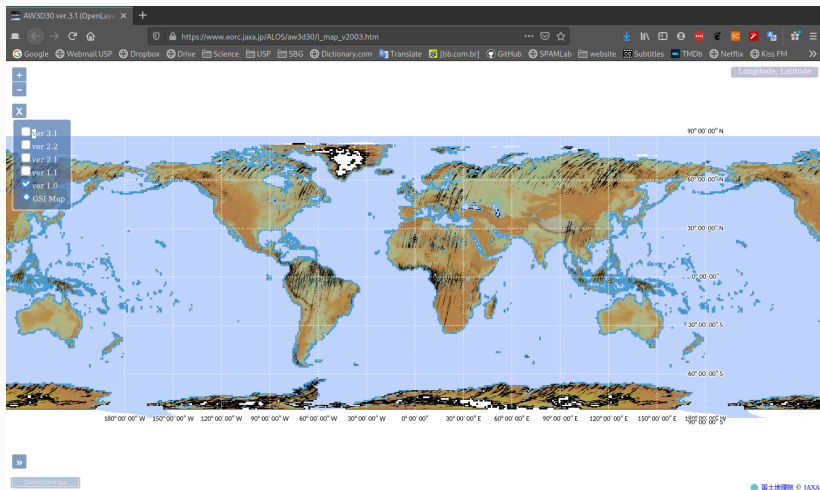 AW3D30 ver.3.1 (OpenLaye
https://www.eorc.jaxa.jp/ALOS/aw3d30/l_map_v2003.htm
Google Webmail USP Dropbox Drive Science USP SBG Dictionary.com Translate [bb.com.br] GitHub SPAMLab website Subtitles TMDb Netflix Kiss FM
Longitude, Latitude
X
ver 3.1
ver 2.2
ver 2.1
ver 1.1
ver 1.0
GSI Map
90° 00' 00" N
60° 00' 00" N
30° 00' 00" N
0° 00' 00"
30° 00' 00" S
60° 00' 00" S
180° 00' 00" W 150° 00' 00" W 120° 00' 00" W 90° 00' 00" W 60° 00' 00" W 30° 00' 00" W 0° 00' 00" 30° 00' 00" E 60° 00' 00" E 90° 00' 00" E 120° 00' 00" E 150° 00' 00" E
90° 00' 00" S
国土地理院 © JAXA